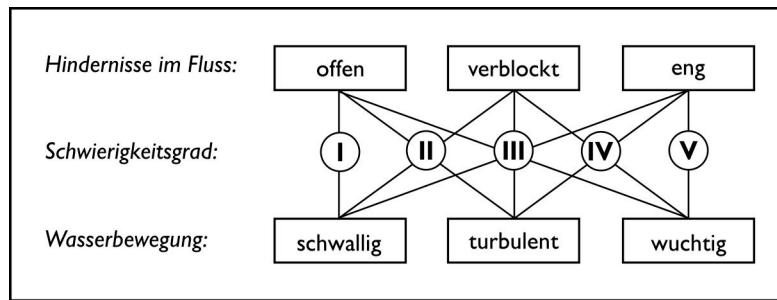 Hindernisse im Fluss: offen verblockt eng
Schwierigkeitsgrad: I II III IV V
Wasserbewegung: schwallig turbulent wuchtig